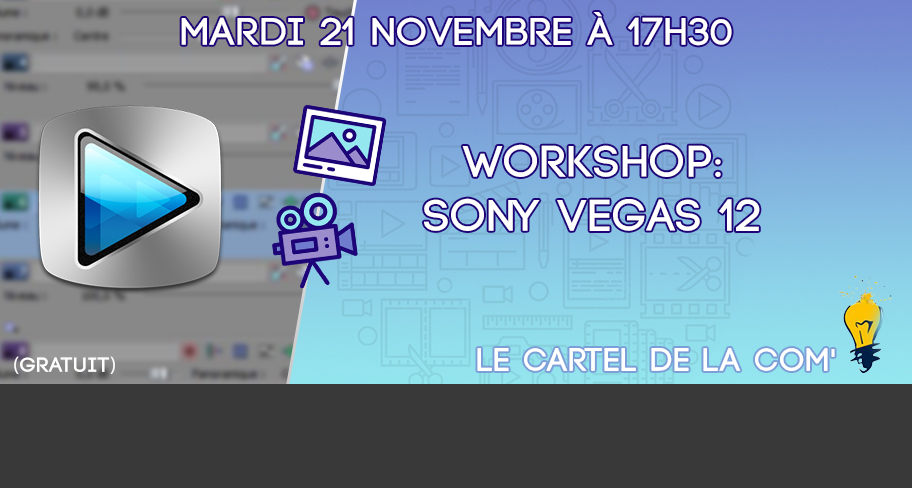 MARDI 21 NOVEMBRE À 17H30
WORKSHOP:
SONY VEGAS 12
(GRATUIT)
LE CARTEL DE LA COM'